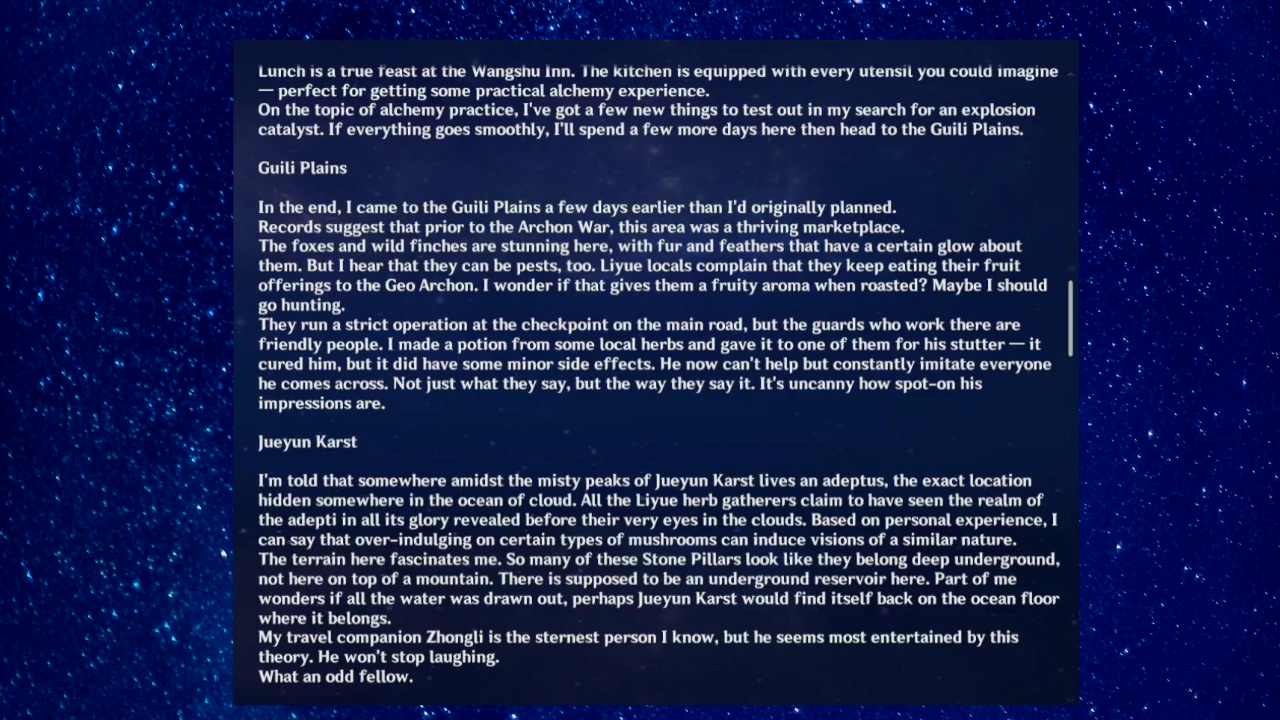 Lunch is a true feast at the Wangshu Inn. The kitchen is equipped with every utensil you could imagine
— perfect for getting some practical alchemy experience.
On the topic of alchemy practice, I've got a few new things to test out in my search for an explosion
catalyst. If everything goes smoothly, I'll spend a few more days here then head to the Guili Plains.
Guili Plains
In the end, I came to the Guili Plains a few days earlier than I'd originally planned.
Records suggest that prior to the Archon War, this area was a thriving marketplace.
The foxes and wild finches are stunning here, with fur and feathers that have a certain glow about
them. But I hear that they can be pests, too. Liyue locals complain that they keep eating their fruit
offerings to the Geo Archon. I wonder if that gives them a fruity aroma when roasted? Maybe I should
go hunting.
They run a strict operation at the checkpoint on the main road, but the guards who work there are
friendly people. I made a potion from some local herbs and gave it to one of them for his stutter — it
cured him, but it did have some minor side effects. He now can't help but constantly imitate everyone
he comes across. Not just what they say, but the way they say it. It's uncanny how spot-on his
impressions are.
Jueyun Karst
I'm told that somewhere amidst the misty peaks of Jueyun Karst lives an adeptus, the exact location
hidden somewhere in the ocean of cloud. All the Liyue herb gatherers claim to have seen the realm of
the adepti in all its glory revealed before their very eyes in the clouds. Based on personal experience, I
can say that over-indulging on certain types of mushrooms can induce visions of a similar nature.
The terrain here fascinates me. So many of these Stone Pillars look like they belong deep underground,
not here on top of a mountain. There is supposed to be an underground reservoir here. Part of me
wonders if all the water was drawn out, perhaps Jueyun Karst would find itself back on the ocean floor
where it belongs.
My travel companion Zhongli is the sternest person I know, but he seems most entertained by this
theory. He won't stop laughing.
What an odd fellow.